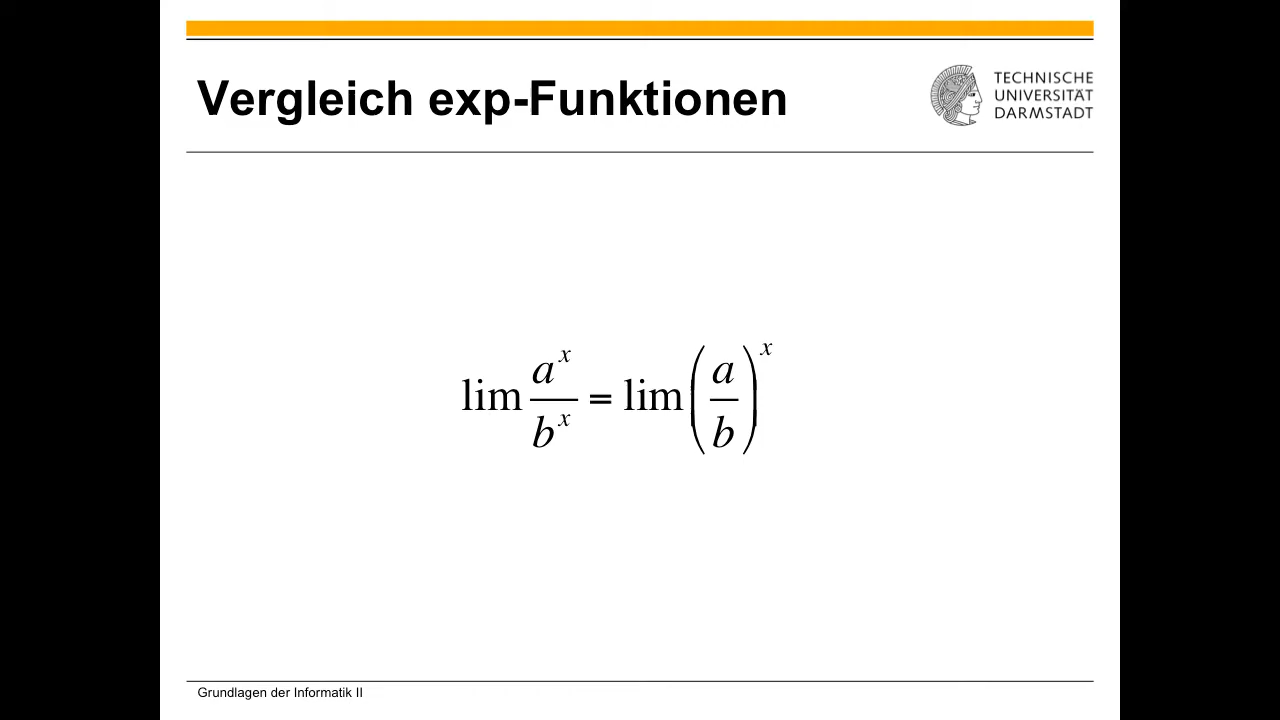 Vergleich exp-Funktionen
TECHNISCHE
UNIVERSITÄT
DARMSTADT
lim a^x / b^x = lim (a / b)^x
Grundlagen der Informatik II